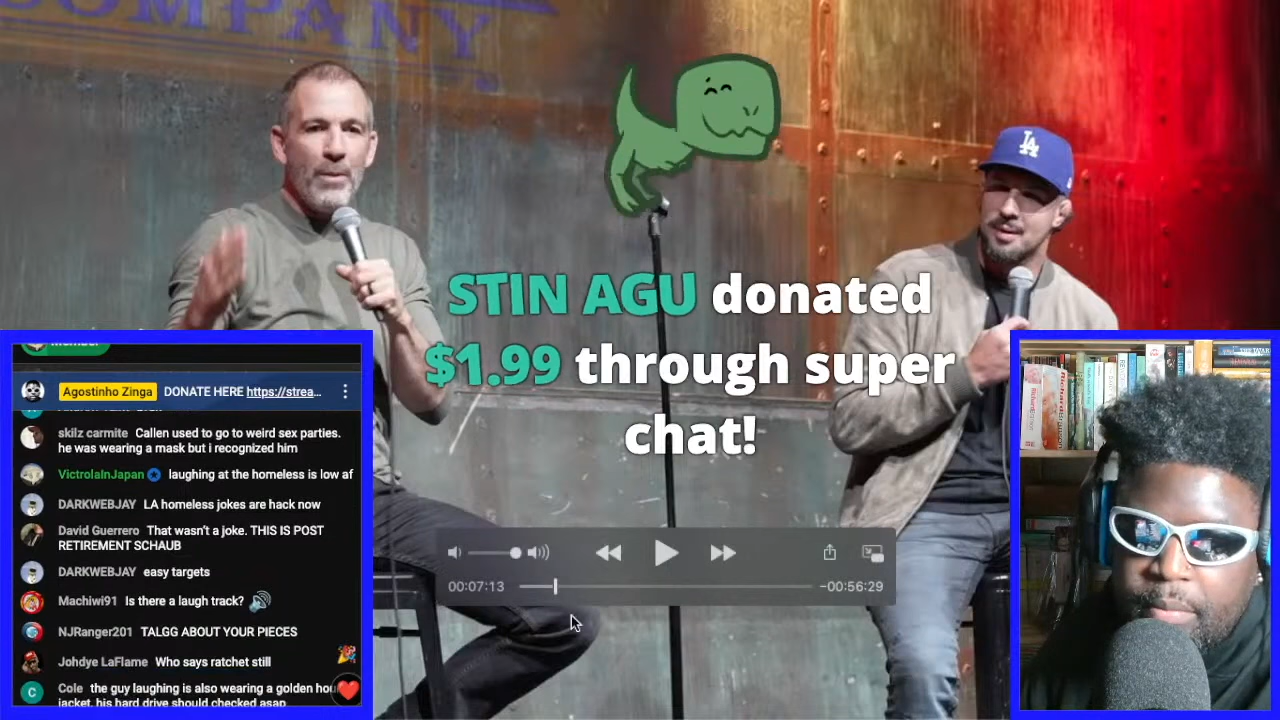 COMPANY
LA
STIN AGU donated
$1.99 through super
chat!
00:07:13
-00:56:29
Agostinho Zinga DONATE HERE https://strea...
skilz carmite Callen used to go to weird sex parties.
he was wearing a mask but i recognized him
VictrolaInJapan laughing at the homeless is low af
DARKWEBJAY LA homeless jokes are hack now
David Guerrero That wasn't a joke. THIS IS POST
RETIREMENT SCHAUB
DARKWEBJAY easy targets
Machiwi91 Is there a laugh track?
NJRanger201 TALGG ABOUT YOUR PIECES
Johdye LaFlame Who says ratchet still
C
Cole the guy laughing is also wearing a golden hou
jacket. his hard drive should checked asap